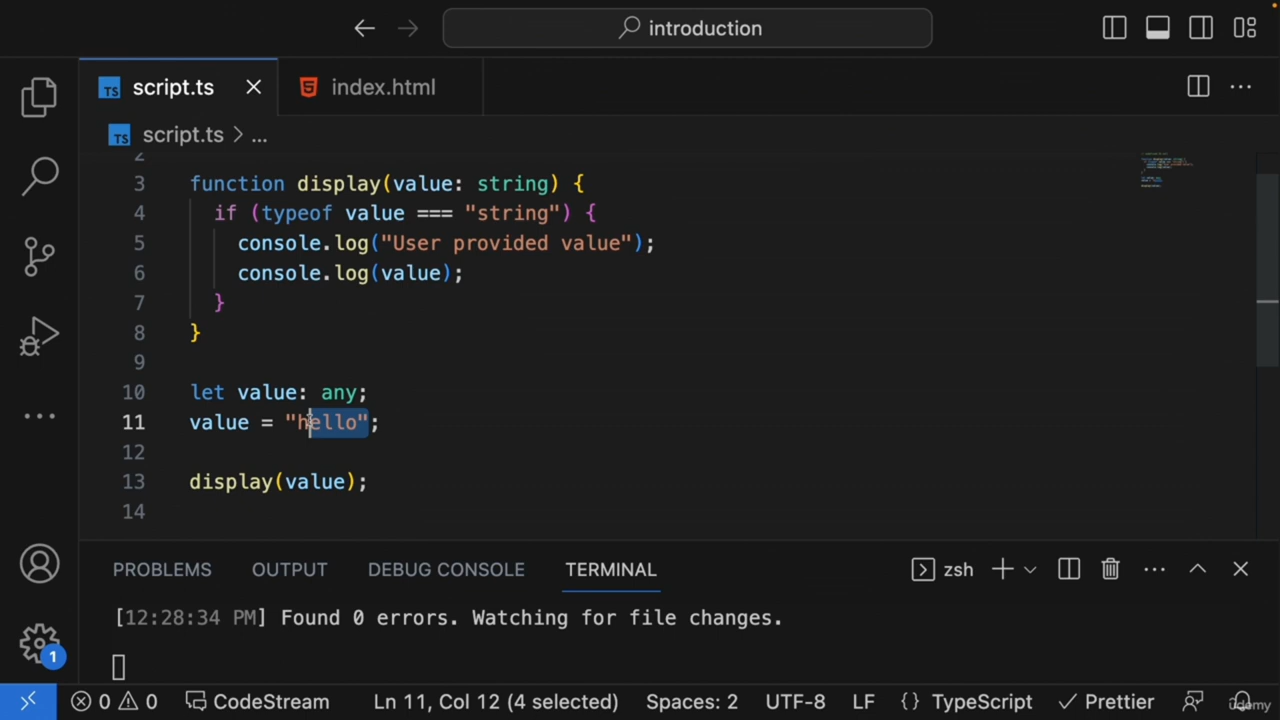 introduction
script.ts
index.html
script.ts > ...
2
3 function display(value: string) {
4 if (typeof value === "string") {
5 console.log("User provided value");
6 console.log(value);
7 }
8 }
9
10 let value: any;
11 value = "hello";
12
13 display(value);
14
PROBLEMS OUTPUT DEBUG CONSOLE TERMINAL zsh
[12:28:34 PM] Found 0 errors. Watching for file changes.
1
0 0 CodeStream Ln 11, Col 12 (4 selected) Spaces: 2 UTF-8 LF {} TypeScript Prettier
udemy